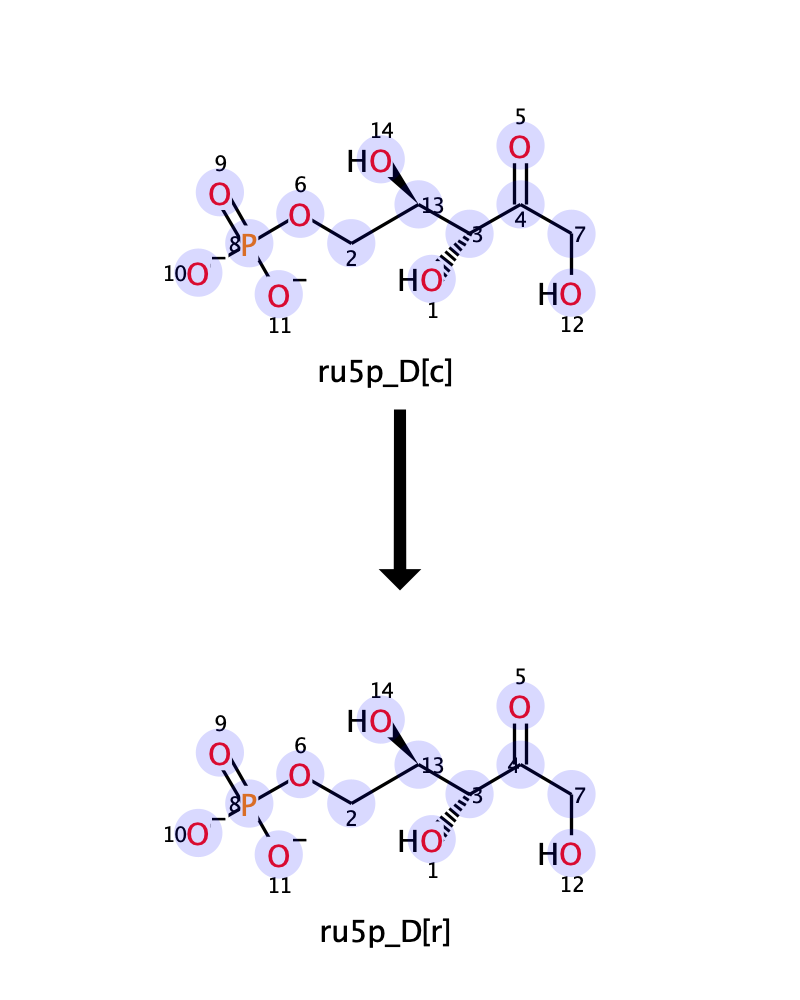 5
14
HO O
9
O 6
O 13
4 7
8 P 3
2
10 O − HO
O − HO
1
11 12
ru5p_D[c]
5
14
HO O
9
O 6
O 13 4
7
8 P 3
2
10 O − HO
O − HO
1
11 12
ru5p_D[r]